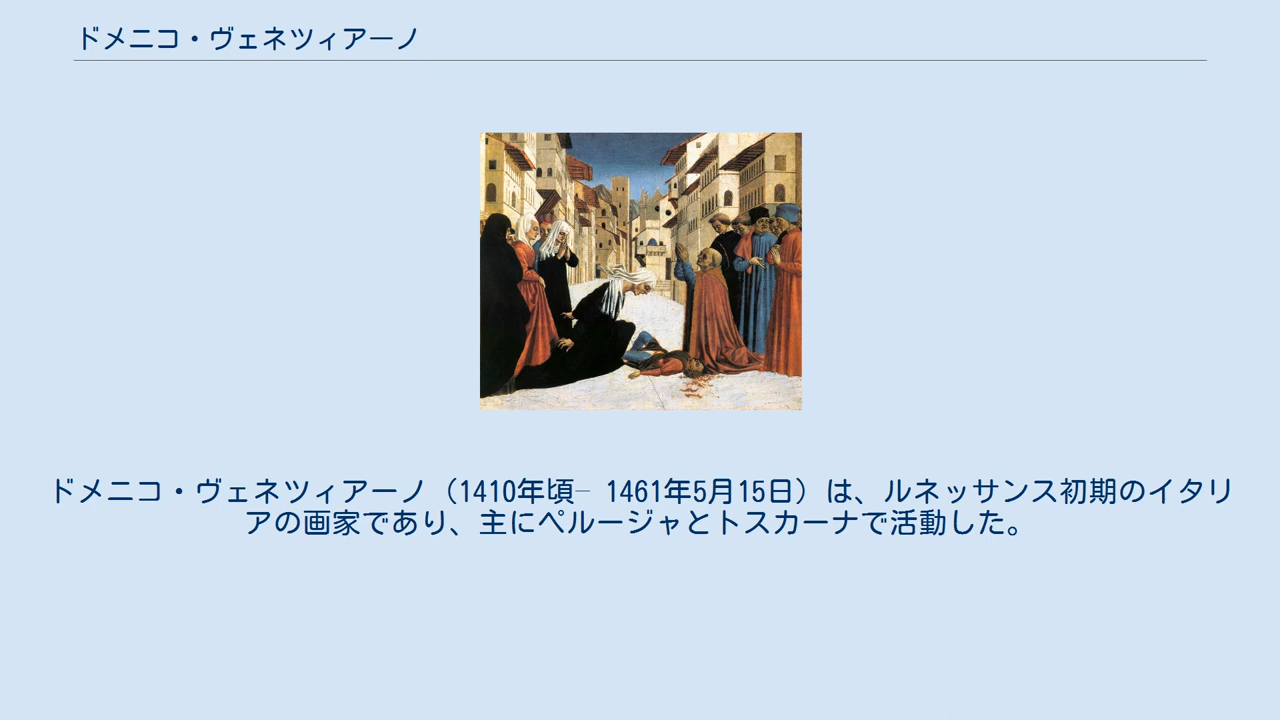 ドメニコ・ヴェネツィアーノ
ドメニコ・ヴェネツィアーノ（1410年頃– 1461年5月15日）は、ルネッサンス初期のイタリ
アの画家であり、主にペルージャとトスカーナで活動した。